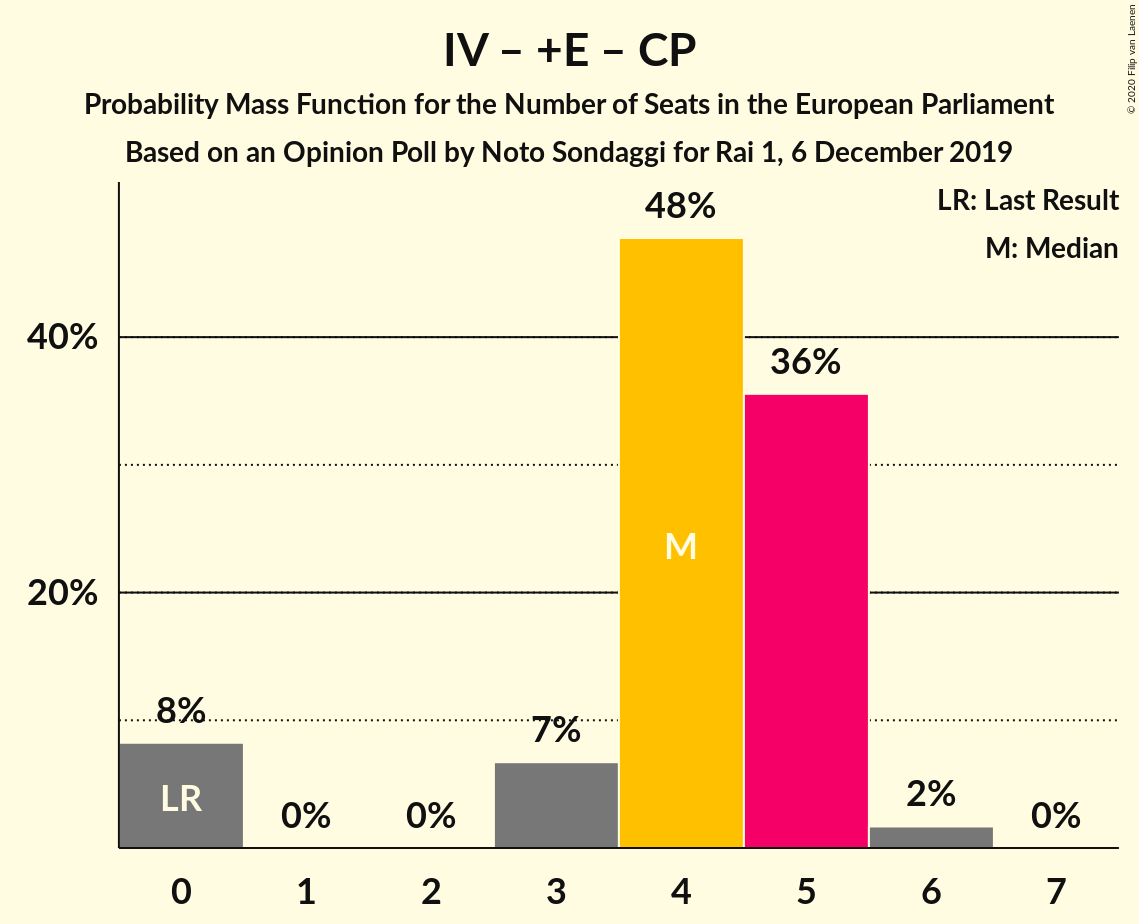 IV – +E – CP
Probability Mass Function for the Number of Seats in the European Parliament
Based on an Opinion Poll by Noto Sondaggi for Rai 1, 6 December 2019
© 2020 Filip van Laenen
LR: Last Result
M: Median
48%
40%
36%
M
20%
8%
7%
LR
0%
0%
2%
0%
0
1
2
3
4
5
6
7